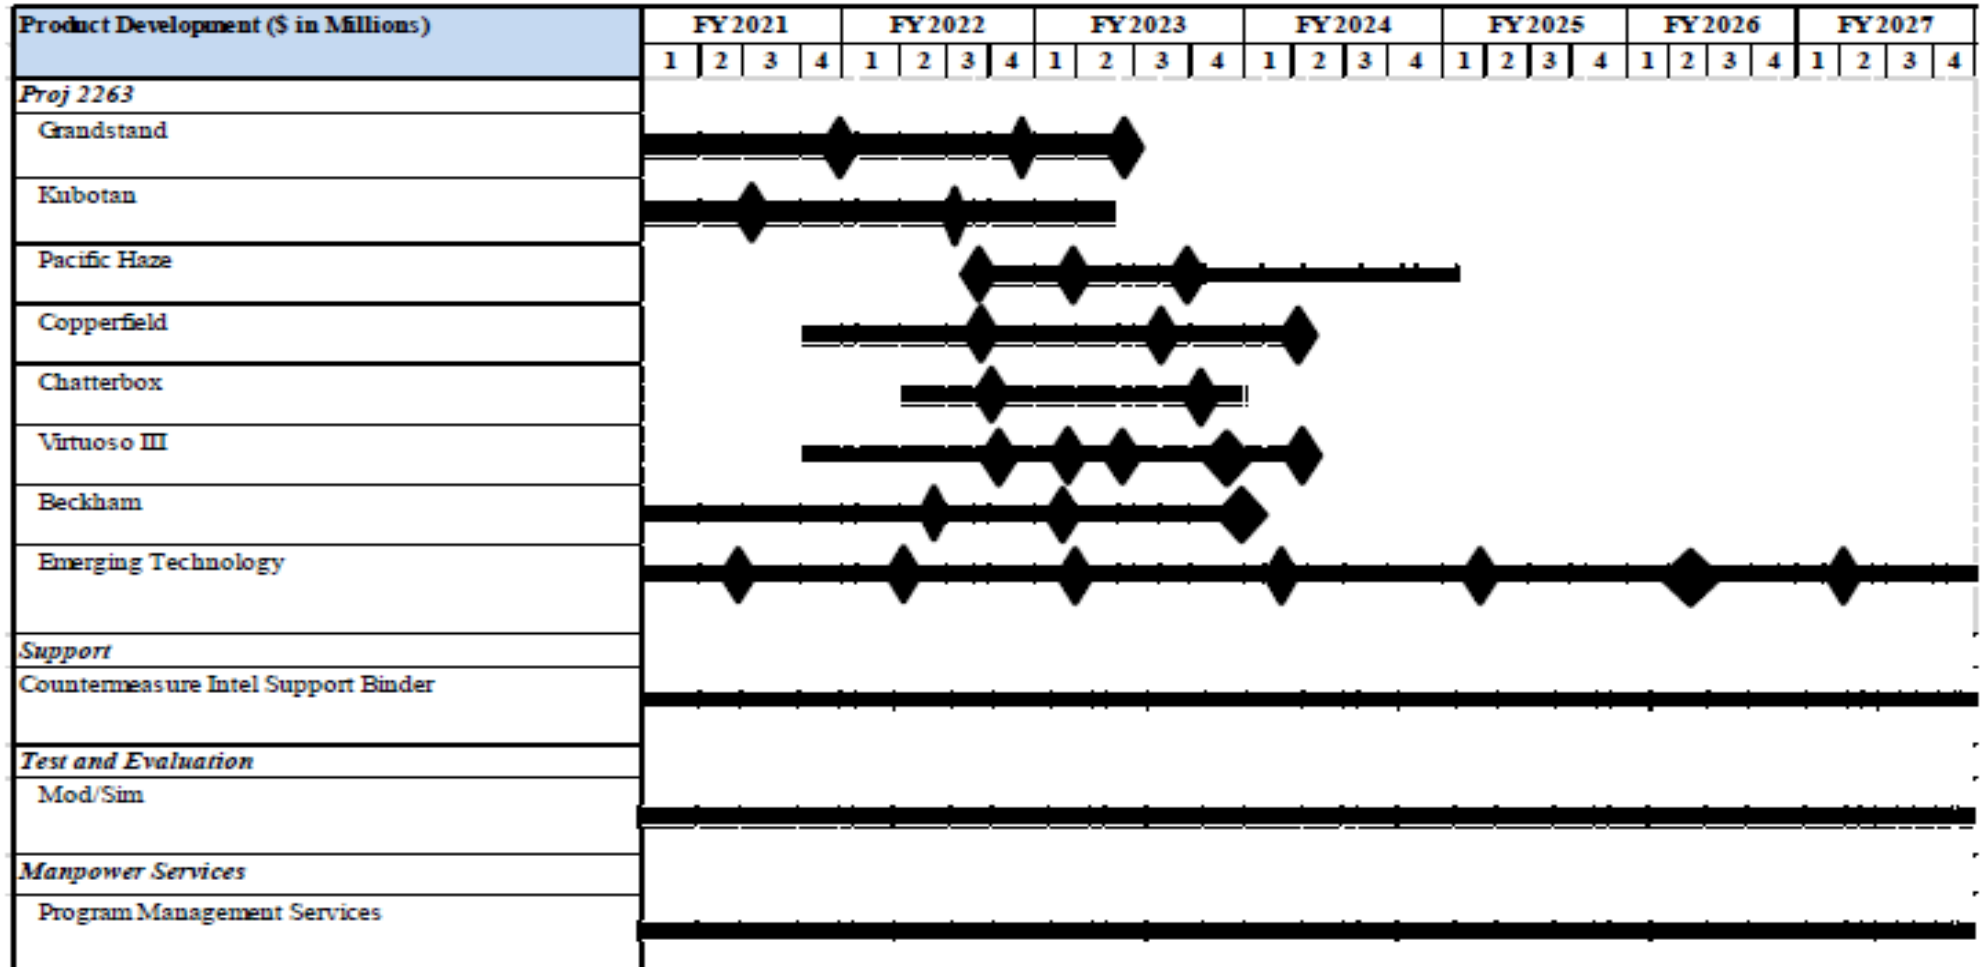 Product Development ($ in Millions) FY2021 FY2022 FY2023 FY2024 FY2025 FY2026 FY2027
1 2 3 4 1 2 3 4 1 2 3 4 1 2 3 4 1 2 3 4 1 2 3 4 1 2 3 4
Proj 2263
Grandstand
Kubotan
Pacific Haze
Copperfield
Chatterbox
Virtuoso III
Beckham
Emerging Technology
Support
Countermeasure Intel Support Binder
Test and Evaluation
Mod/Sim
Manpower Services
Program Management Services